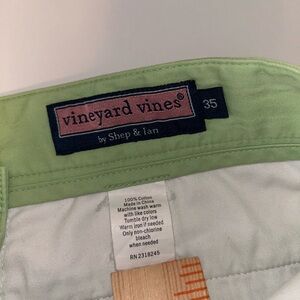 vineyard vines®
by Shep & Ian
35
100% Cotton
Made in China
Machine wash warm
with like colors
Tumble dry low
Warm iron if needed
Only non-chlorine
bleach
when needed
RN 2318245